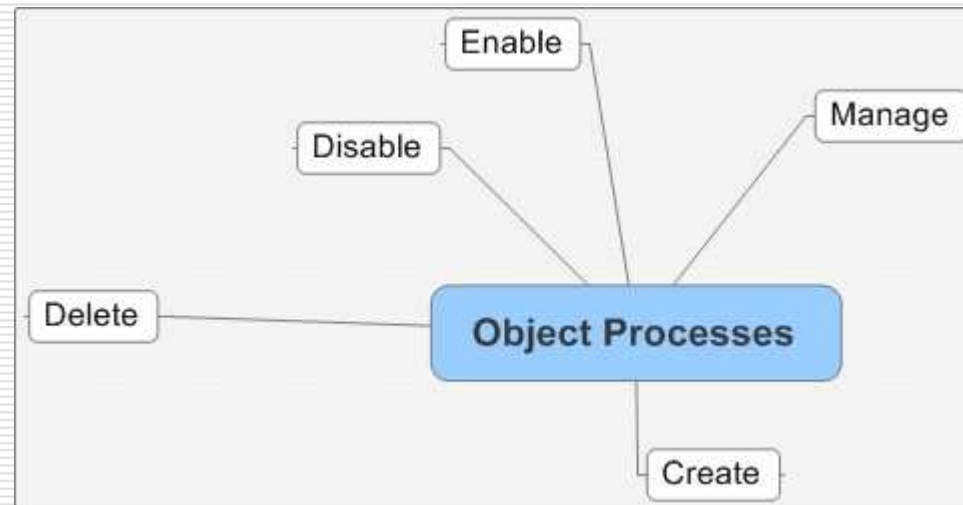 Enable
Manage
Disable
Delete
Object Processes
Create